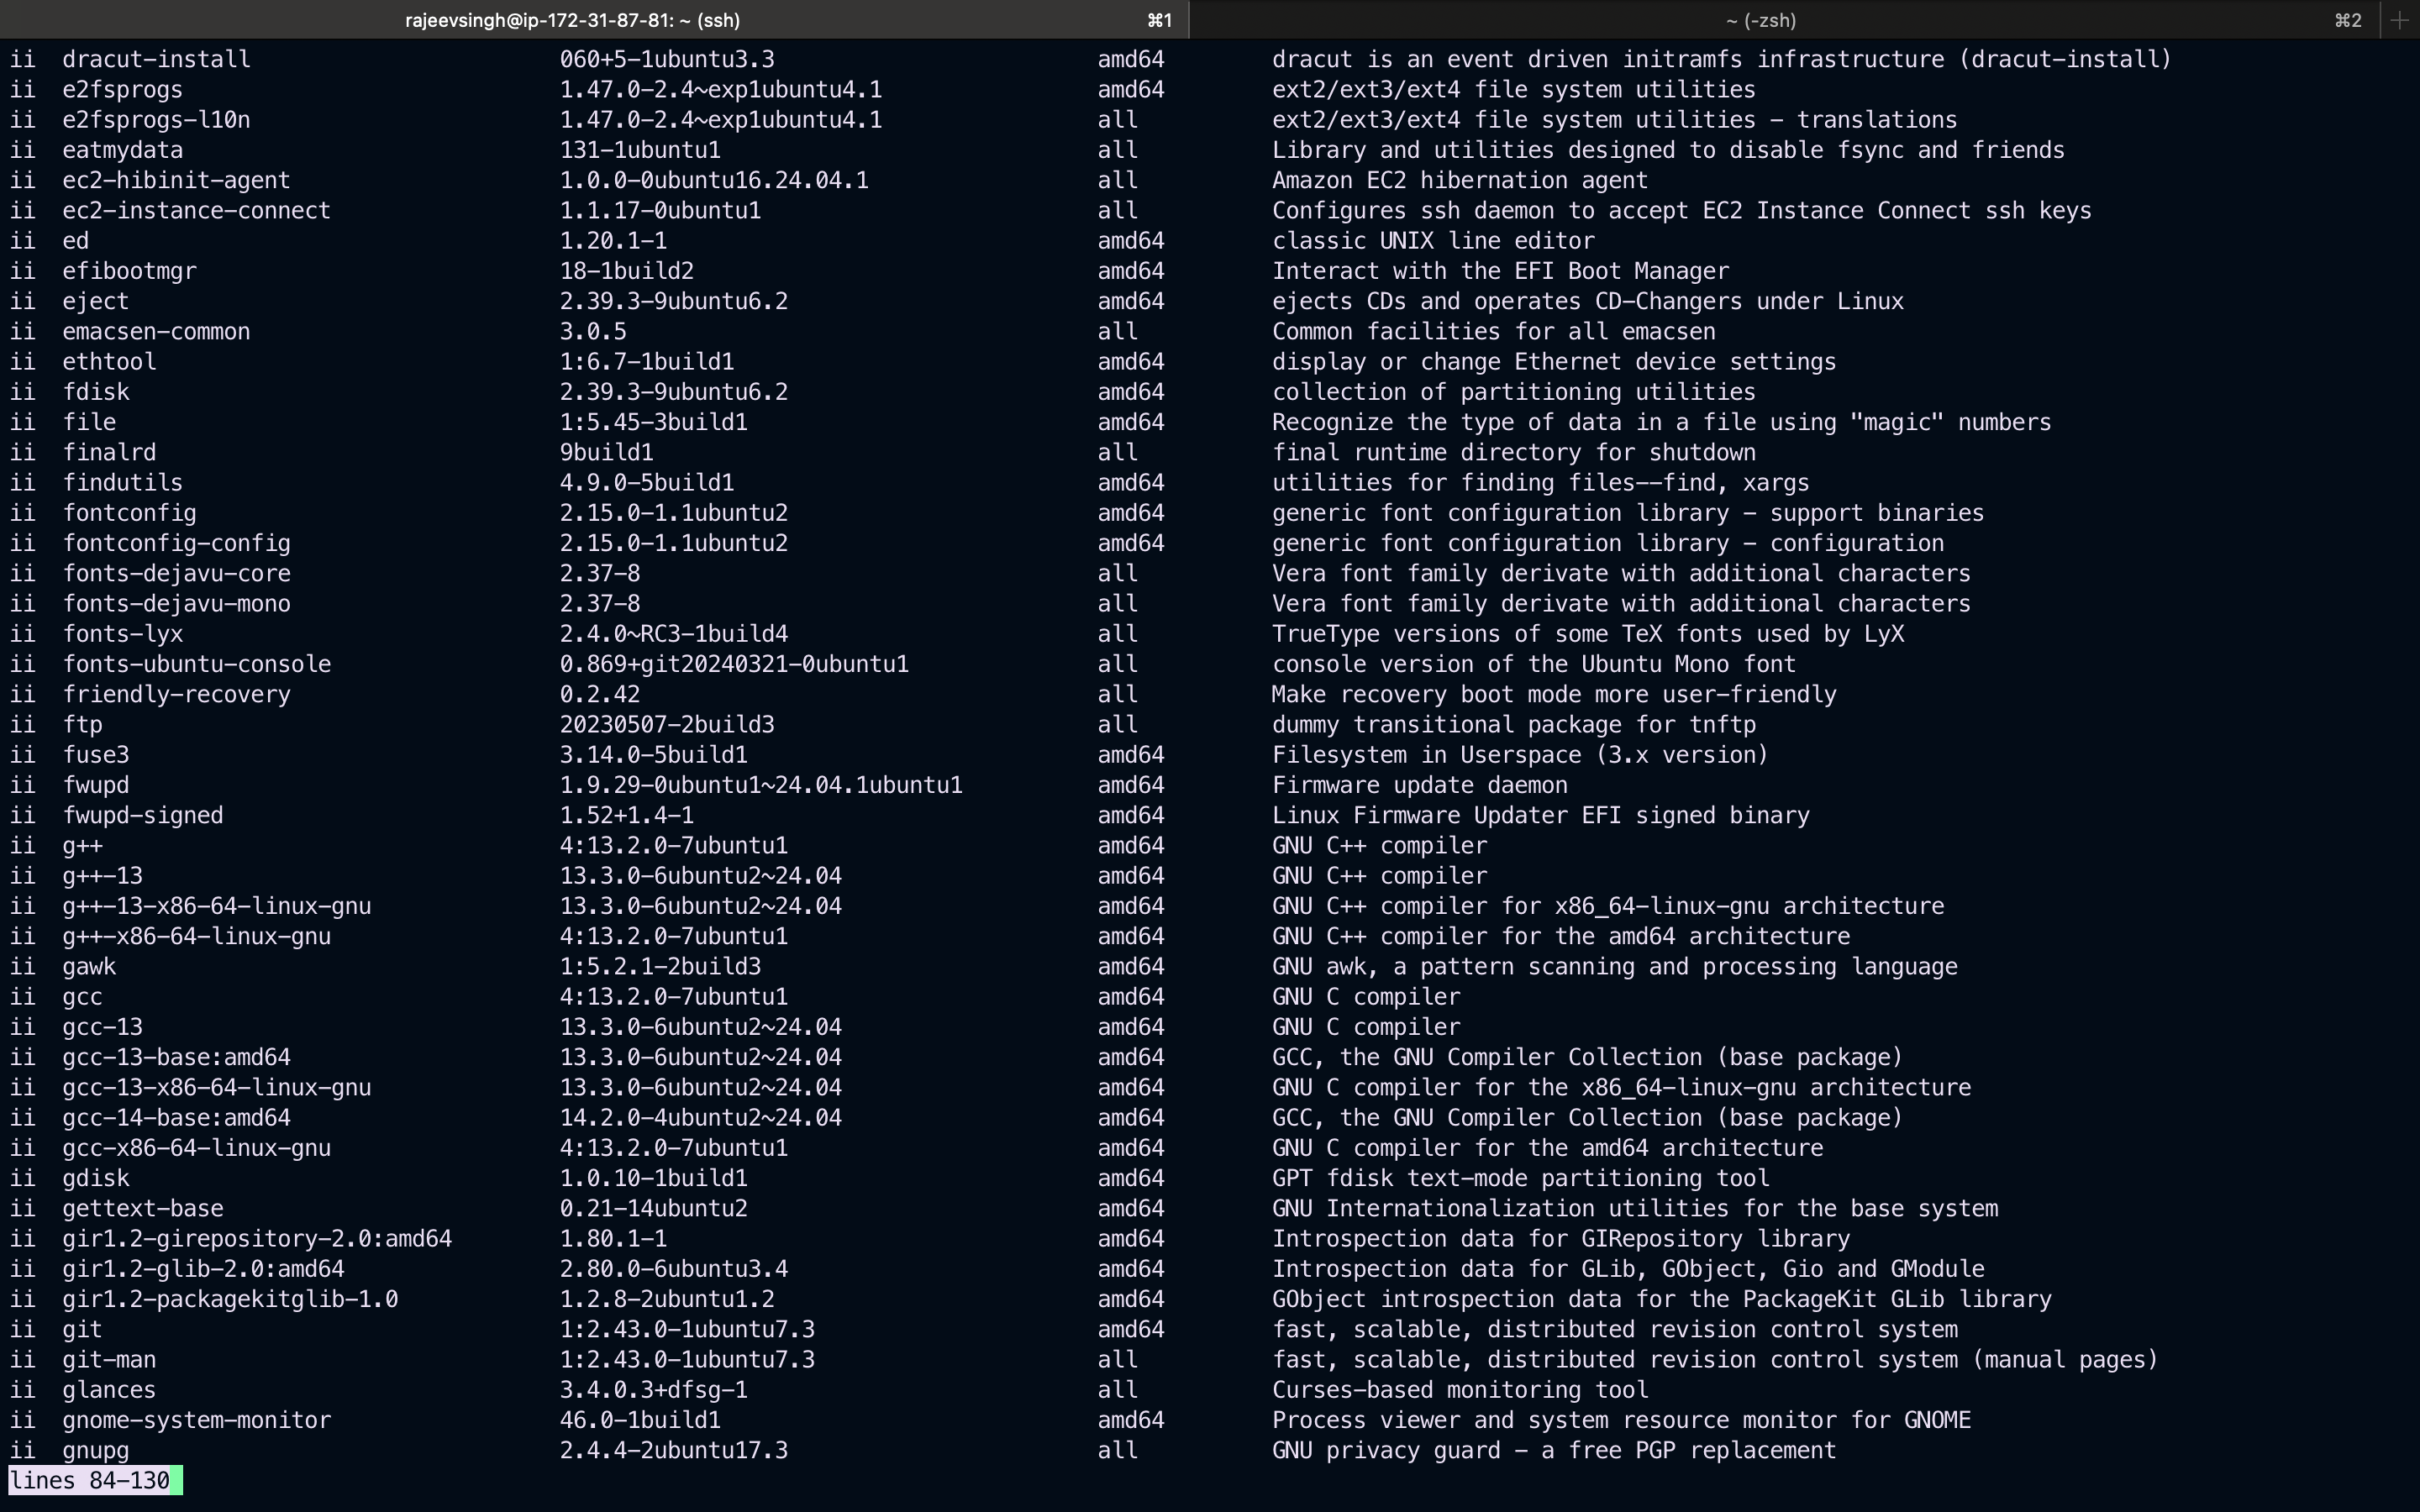 rajeevsingh@ip-172-31-87-81: ~ (ssh) ⌘1 ~ (-zsh) ⌘2 +
ii dracut-install 060+5-1ubuntu3.3 amd64 dracut is an event driven initramfs infrastructure (dracut-install)
ii e2fsprogs 1.47.0-2.4~exp1ubuntu4.1 amd64 ext2/ext3/ext4 file system utilities
ii e2fsprogs-l10n 1.47.0-2.4~exp1ubuntu4.1 all ext2/ext3/ext4 file system utilities - translations
ii eatmydata 131-1ubuntu1 all Library and utilities designed to disable fsync and friends
ii ec2-hibinit-agent 1.0.0-0ubuntu16.24.04.1 all Amazon EC2 hibernation agent
ii ec2-instance-connect 1.1.17-0ubuntu1 all Configures ssh daemon to accept EC2 Instance Connect ssh keys
ii ed 1.20.1-1 amd64 classic UNIX line editor
ii efibootmgr 18-1build2 amd64 Interact with the EFI Boot Manager
ii eject 2.39.3-9ubuntu6.2 amd64 ejects CDs and operates CD-Changers under Linux
ii emacsen-common 3.0.5 all Common facilities for all emacsen
ii ethtool 1:6.7-1build1 amd64 display or change Ethernet device settings
ii fdisk 2.39.3-9ubuntu6.2 amd64 collection of partitioning utilities
ii file 1:5.45-3build1 amd64 Recognize the type of data in a file using "magic" numbers
ii finalrd 9build1 all final runtime directory for shutdown
ii findutils 4.9.0-5build1 amd64 utilities for finding files--find, xargs
ii fontconfig 2.15.0-1.1ubuntu2 amd64 generic font configuration library - support binaries
ii fontconfig-config 2.15.0-1.1ubuntu2 amd64 generic font configuration library - configuration
ii fonts-dejavu-core 2.37-8 all Vera font family derivate with additional characters
ii fonts-dejavu-mono 2.37-8 all Vera font family derivate with additional characters
ii fonts-lyx 2.4.0~RC3-1build4 all TrueType versions of some TeX fonts used by LyX
ii fonts-ubuntu-console 0.869+git20240321-0ubuntu1 all console version of the Ubuntu Mono font
ii friendly-recovery 0.2.42 all Make recovery boot mode more user-friendly
ii ftp 20230507-2build3 all dummy transitional package for tnftp
ii fuse3 3.14.0-5build1 amd64 Filesystem in Userspace (3.x version)
ii fwupd 1.9.29-0ubuntu1~24.04.1ubuntu1 amd64 Firmware update daemon
ii fwupd-signed 1.52+1.4-1 amd64 Linux Firmware Updater EFI signed binary
ii g++ 4:13.2.0-7ubuntu1 amd64 GNU C++ compiler
ii g++-13 13.3.0-6ubuntu2~24.04 amd64 GNU C++ compiler
ii g++-13-x86-64-linux-gnu 13.3.0-6ubuntu2~24.04 amd64 GNU C++ compiler for x86_64-linux-gnu architecture
ii g++-x86-64-linux-gnu 4:13.2.0-7ubuntu1 amd64 GNU C++ compiler for the amd64 architecture
ii gawk 1:5.2.1-2build3 amd64 GNU awk, a pattern scanning and processing language
ii gcc 4:13.2.0-7ubuntu1 amd64 GNU C compiler
ii gcc-13 13.3.0-6ubuntu2~24.04 amd64 GNU C compiler
ii gcc-13-base:amd64 13.3.0-6ubuntu2~24.04 amd64 GCC, the GNU Compiler Collection (base package)
ii gcc-13-x86-64-linux-gnu 13.3.0-6ubuntu2~24.04 amd64 GNU C compiler for the x86_64-linux-gnu architecture
ii gcc-14-base:amd64 14.2.0-4ubuntu2~24.04 amd64 GCC, the GNU Compiler Collection (base package)
ii gcc-x86-64-linux-gnu 4:13.2.0-7ubuntu1 amd64 GNU C compiler for the amd64 architecture
ii gdisk 1.0.10-1build1 amd64 GPT fdisk text-mode partitioning tool
ii gettext-base 0.21-14ubuntu2 amd64 GNU Internationalization utilities for the base system
ii gir1.2-girepository-2.0:amd64 1.80.1-1 amd64 Introspection data for GIRepository library
ii gir1.2-glib-2.0:amd64 2.80.0-6ubuntu3.4 amd64 Introspection data for GLib, GObject, Gio and GModule
ii gir1.2-packagekitglib-1.0 1.2.8-2ubuntu1.2 amd64 GObject introspection data for the PackageKit GLib library
ii git 1:2.43.0-1ubuntu7.3 amd64 fast, scalable, distributed revision control system
ii git-man 1:2.43.0-1ubuntu7.3 all fast, scalable, distributed revision control system (manual pages)
ii glances 3.4.0.3+dfsg-1 all Curses-based monitoring tool
ii gnome-system-monitor 46.0-1build1 amd64 Process viewer and system resource monitor for GNOME
ii gnupg 2.4.4-2ubuntu17.3 all GNU privacy guard - a free PGP replacement
lines 84-130